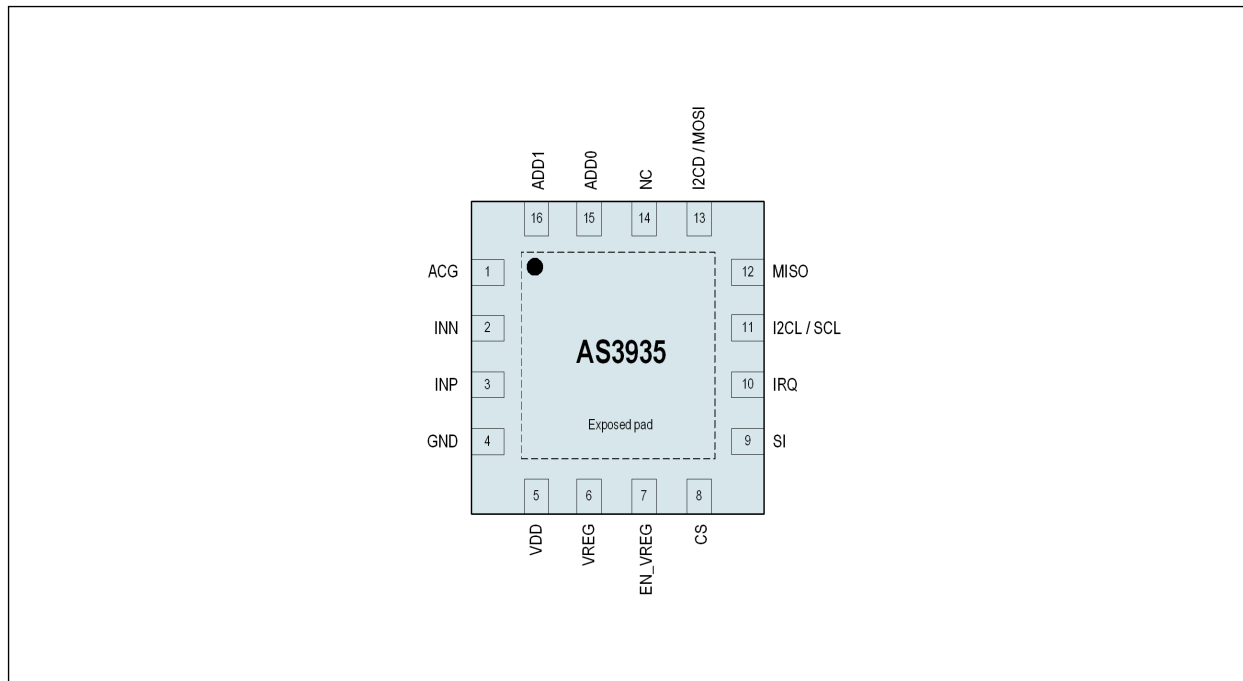 ADD1
ADD0
NC
I2CD / MOSI
16
15
14
13
ACG
1
12
MISO
INN
2
11
I2CL / SCL
AS3935
INP
3
10
IRQ
Exposed pad
GND
4
9
SI
5
6
7
8
VDD
VREG
EN_VREG
CS